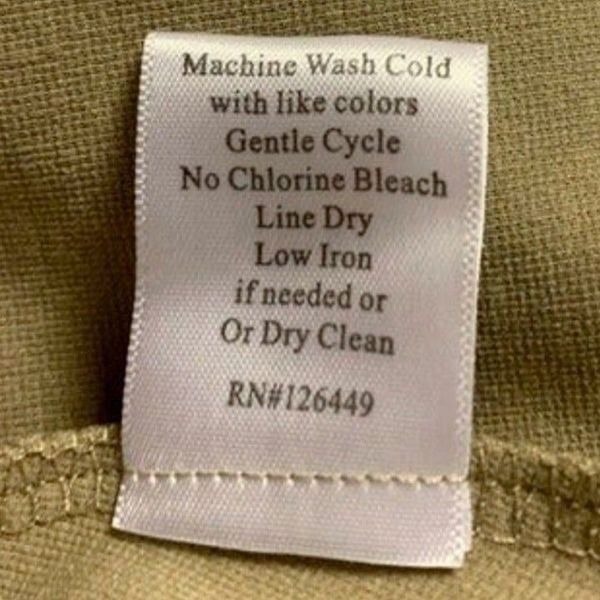 Machine Wash Cold
with like colors
Gentle Cycle
No Chlorine Bleach
Line Dry
Low Iron
if needed or
Or Dry Clean
RN#126449